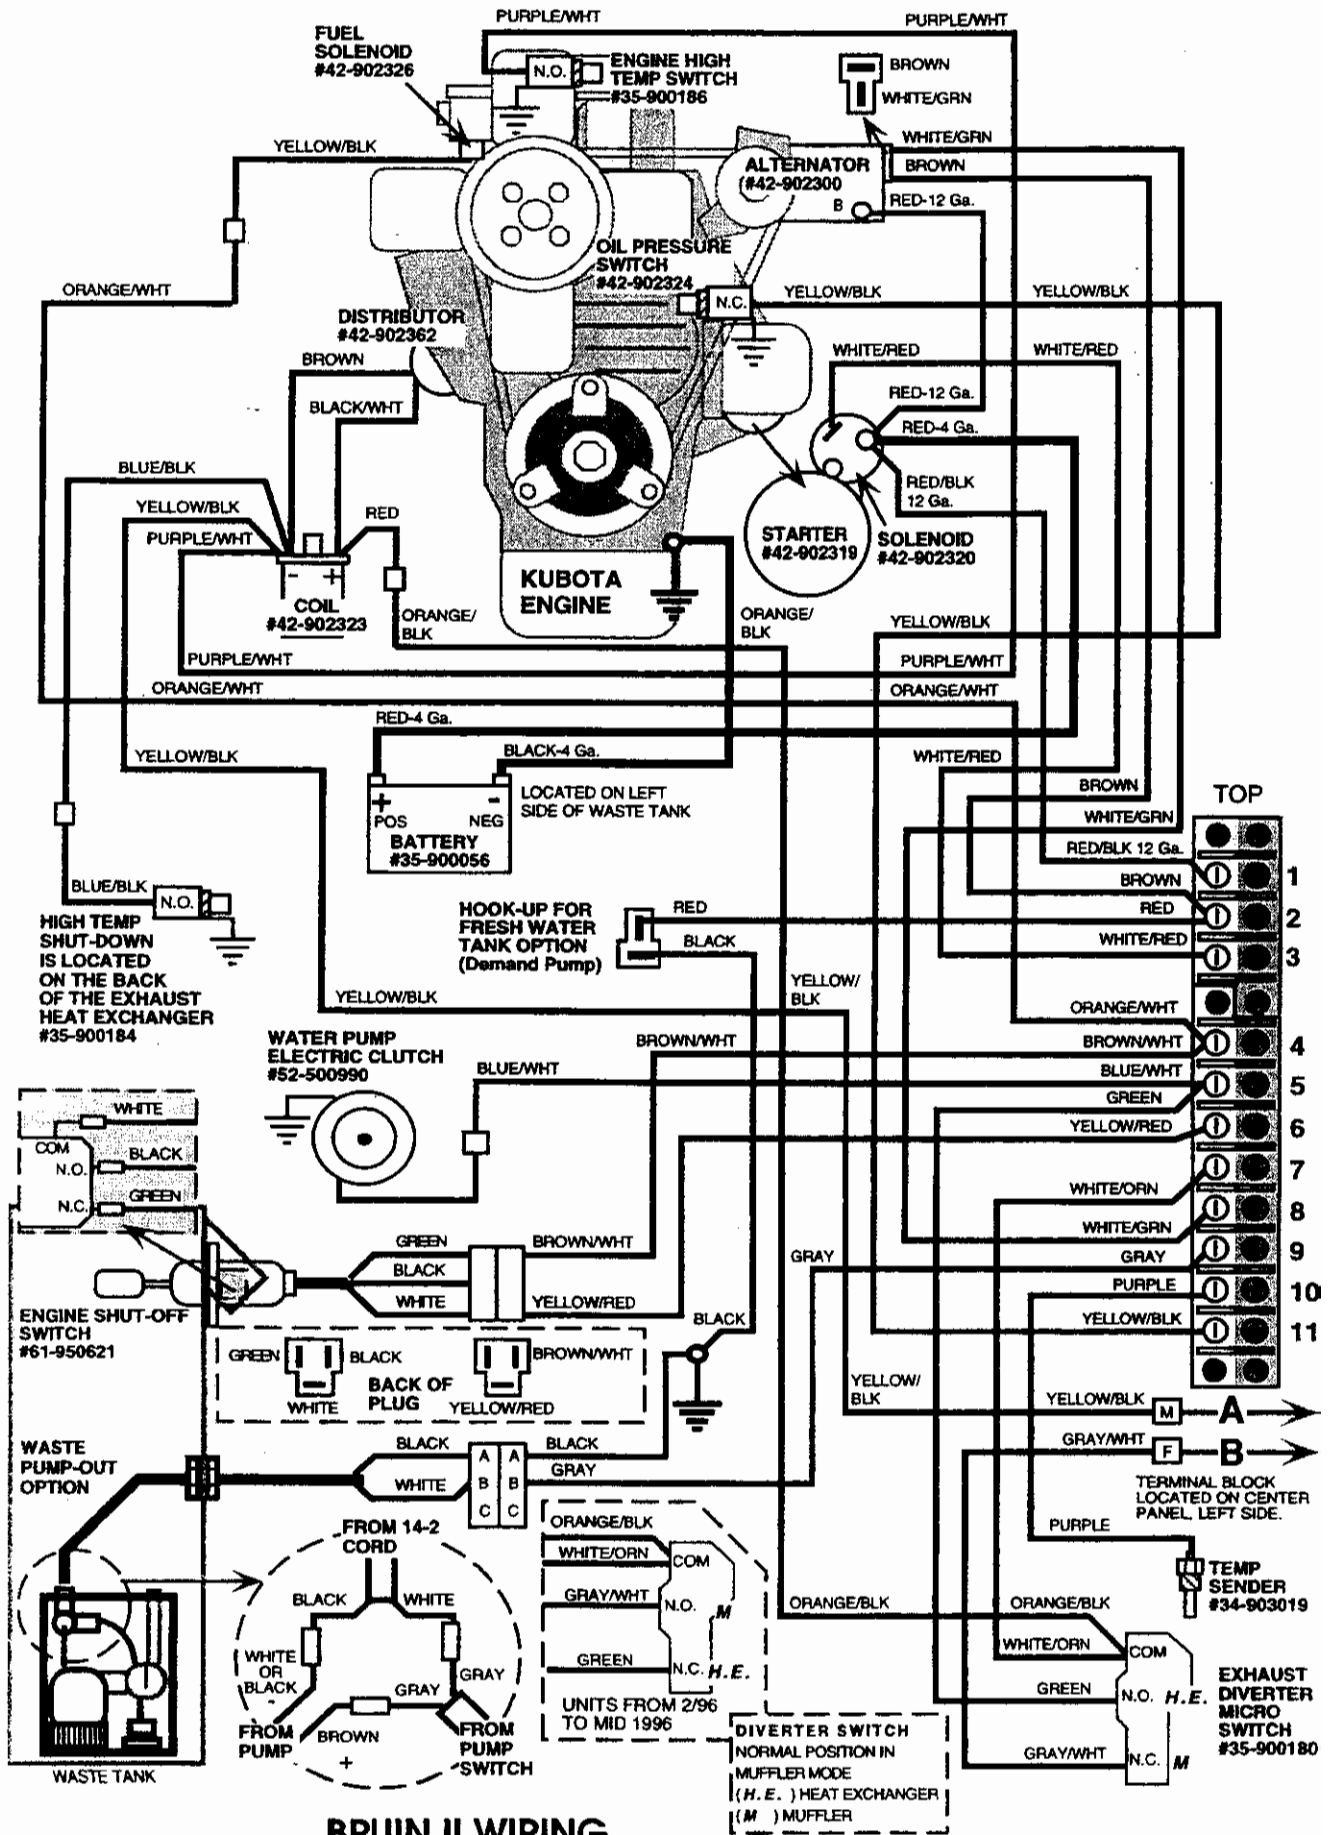 PURPLE/WHT
PURPLE/WHT
FUEL
SOLENOID
#42-902326
N.O.
ENGINE HIGH
TEMP SWITCH
#35-900186
BROWN
WHITE/GRN
YELLOW/BLK
WHITE/GRN
BROWN
ALTERNATOR
(#42-902300
B
RED-12 Ga.
OIL PRESSURE
SWITCH
#42-902324
N.C.
YELLOW/BLK
YELLOW/BLK
ORANGE/WHT
DISTRIBUTOR
#42-902362
BROWN
BLACK/WHT
WHITE/RED
WHITE/RED
RED-12 Ga.
RED-4 Ga.
RED/BLK
12 Ga.
BLUE/BLK
YELLOW/BLK
PURPLE/WHT
RED
- +
COIL
#42-902323
STARTER
#42-902319
SOLENOID
#42-902320
KUBOTA
ENGINE
ORANGE/
BLK
ORANGE/
BLK
YELLOW/BLK
PURPLE/WHT
PURPLE/WHT
ORANGE/WHT
ORANGE/WHT
RED-4 Ga.
BLACK-4 Ga.
YELLOW/BLK
WHITE/RED
+ -
POS NEG
BATTERY
#35-900056
LOCATED ON LEFT
SIDE OF WASTE TANK
BROWN
WHITE/GRN
TOP
RED/BLK 12 Ga.
1
BROWN
RED
2
WHITE/RED
3
BLUE/BLK
N.O.
HIGH TEMP
SHUT-DOWN
IS LOCATED
ON THE BACK
OF THE EXHAUST
HEAT EXCHANGER
#35-900184
HOOK-UP FOR
FRESH WATER
TANK OPTION
(Demand Pump)
RED
BLACK
YELLOW/BLK
YELLOW/
BLK
ORANGE/WHT
BROWN/WHT
BROWN/WHT
4
WATER PUMP
ELECTRIC CLUTCH
#52-500990
BLUE/WHT
BLUE/WHT
5
GREEN
YELLOW/RED
6
7
WHITE/ORN
8
WHITE/GRN
GRAY
GRAY
9
PURPLE
10
YELLOW/BLK
11
WHITE
COM
N.O.
BLACK
N.C.
GREEN
GREEN
BROWN/WHT
BLACK
WHITE
YELLOW/RED
ENGINE SHUT-OFF
SWITCH
#61-950621
GREEN
BLACK
WHITE
BACK OF
PLUG
BROWN/WHT
YELLOW/RED
BLACK
YELLOW/
BLK
YELLOW/BLK
M
A
GRAY/WHT
F
B
TERMINAL BLOCK
LOCATED ON CENTER
PANEL, LEFT SIDE.
WASTE
PUMP-OUT
OPTION
BLACK
A A
BLACK
WHITE
B B
GRAY
C C
FROM 14-2
CORD
BLACK
WHITE
WHITE
OR
BLACK
-
GRAY
GRAY
BROWN
+
FROM
PUMP
FROM
PUMP
SWITCH
WASTE TANK
ORANGE/BLK
WHITE/ORN
COM
GRAY/WHT
N.O.
M
GREEN
N.C.
H.E.
UNITS FROM 2/96
TO MID 1996
PURPLE
TEMP
SENDER
#34-903019
ORANGE/BLK
ORANGE/BLK
WHITE/ORN
COM
GREEN
N.O.
H.E.
GRAY/WHT
N.C.
M
EXHAUST
DIVERTER
MICRO
SWITCH
#35-900180
DIVERTER SWITCH
NORMAL POSITION IN
MUFFLER MODE
(H.E. ) HEAT EXCHANGER
(M ) MUFFLER
BRUIN II WIRING